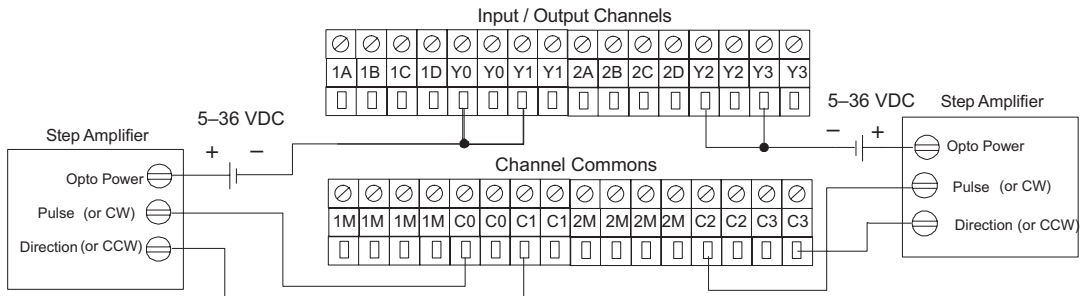 Input / Output Channels
1A 1B 1C 1D Y0 Y0 Y1 Y1 2A 2B 2C 2D Y2 Y2 Y3 Y3
5–36 VDC
+ –
Step Amplifier
Opto Power
Pulse (or CW)
Direction (or CCW)
5–36 VDC
– +
Step Amplifier
Opto Power
Pulse (or CW)
Direction (or CCW)
Channel Commons
1M 1M 1M 1M C0 C0 C1 C1 2M 2M 2M 2M C2 C2 C3 C3